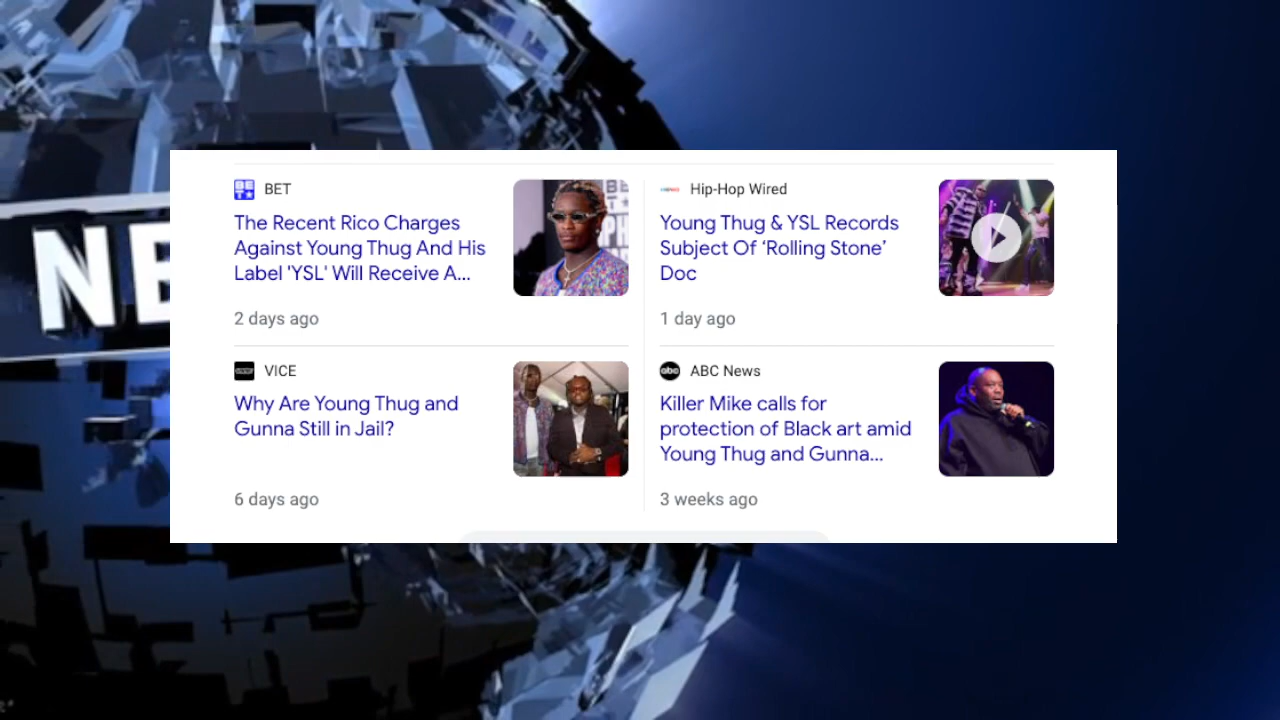 NE
BET
The Recent Rico Charges
Against Young Thug And His
Label 'YSL' Will Receive A...
2 days ago
Hip-Hop Wired
Young Thug & YSL Records
Subject Of ‘Rolling Stone’
Doc
1 day ago
VICE
Why Are Young Thug and
Gunna Still in Jail?
6 days ago
abc
ABC News
Killer Mike calls for
protection of Black art amid
Young Thug and Gunna...
3 weeks ago